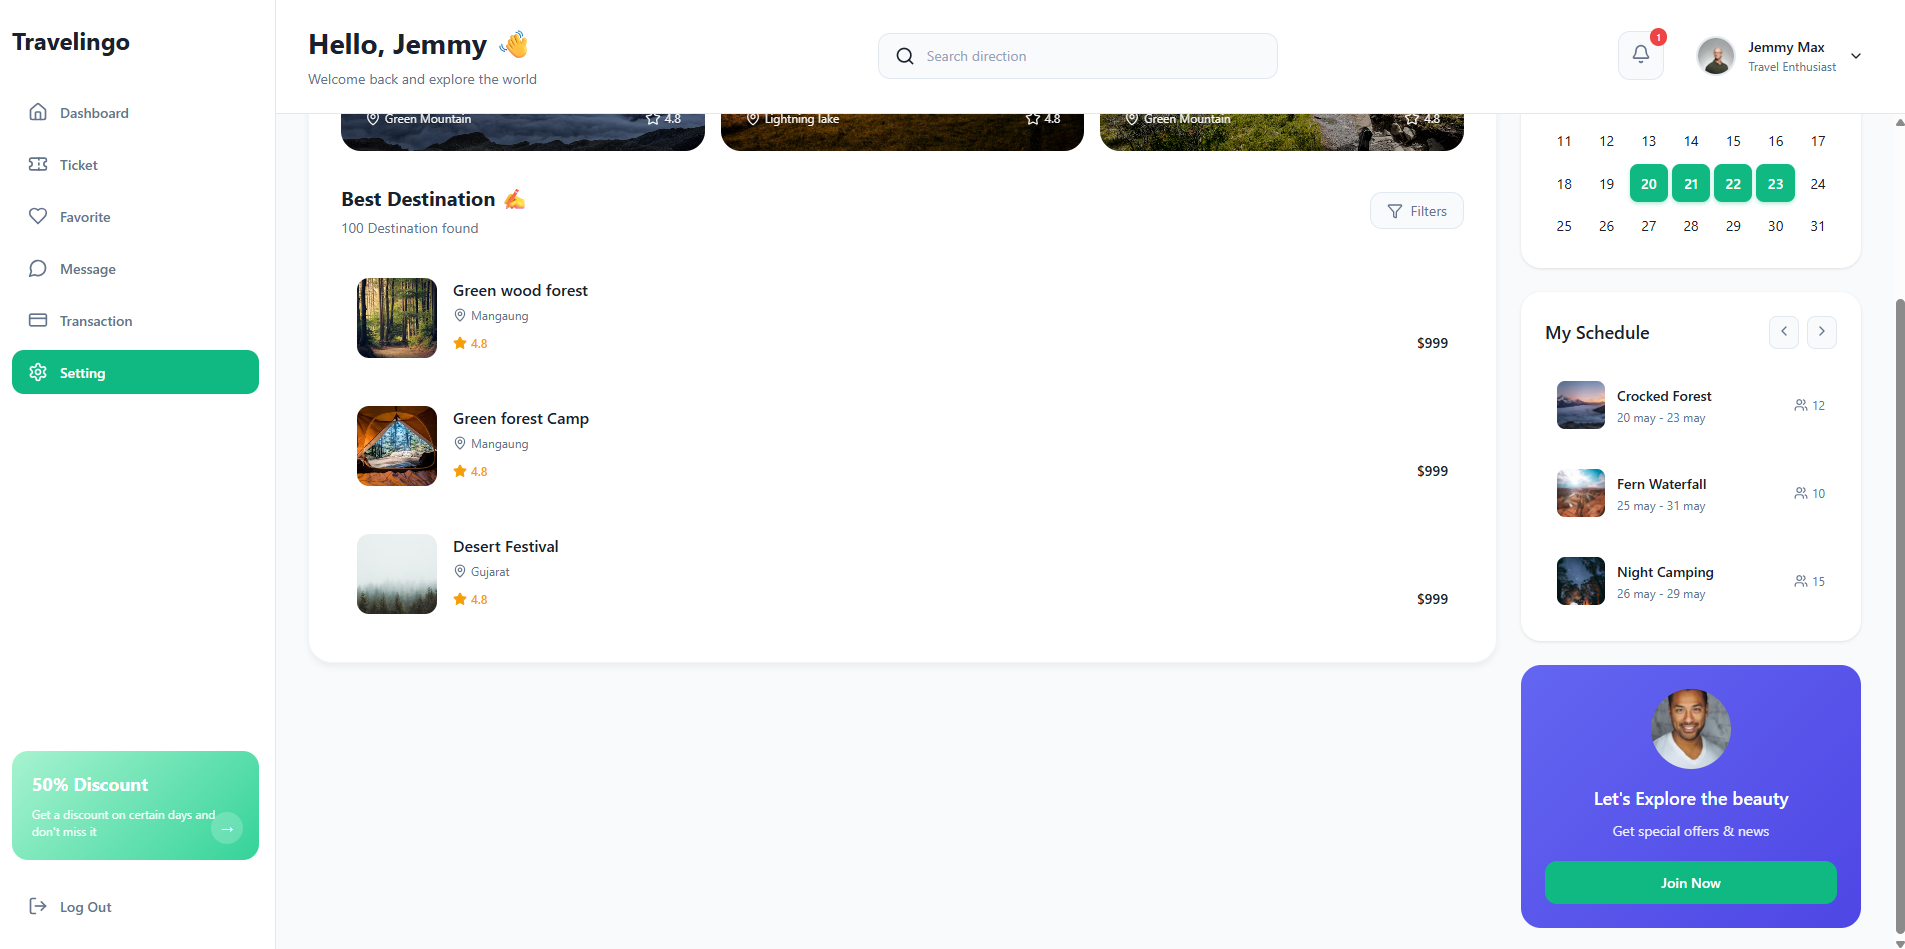 Travelingo
Dashboard
Ticket
Favorite
Message
Transaction
Setting
50% Discount
Get a discount on certain days and
don't miss it
→
Log Out
Hello, Jemmy 👋
Welcome back and explore the world
Search direction
1
Jemmy Max
Travel Enthusiast
Green Mountain
4.8
Lightning lake
4.8
Green Mountain
4.8
Best Destination ✍️
100 Destination found
Filters
Green wood forest
Mangaung
4.8
$999
Green forest Camp
Mangaung
4.8
$999
Desert Festival
Gujarat
4.8
$999
11 12 13 14 15 16 17
18 19 20 21 22 23 24
25 26 27 28 29 30 31
My Schedule
Crocked Forest
20 may - 23 may
12
Fern Waterfall
25 may - 31 may
10
Night Camping
26 may - 29 may
15
Let's Explore the beauty
Get special offers & news
Join Now